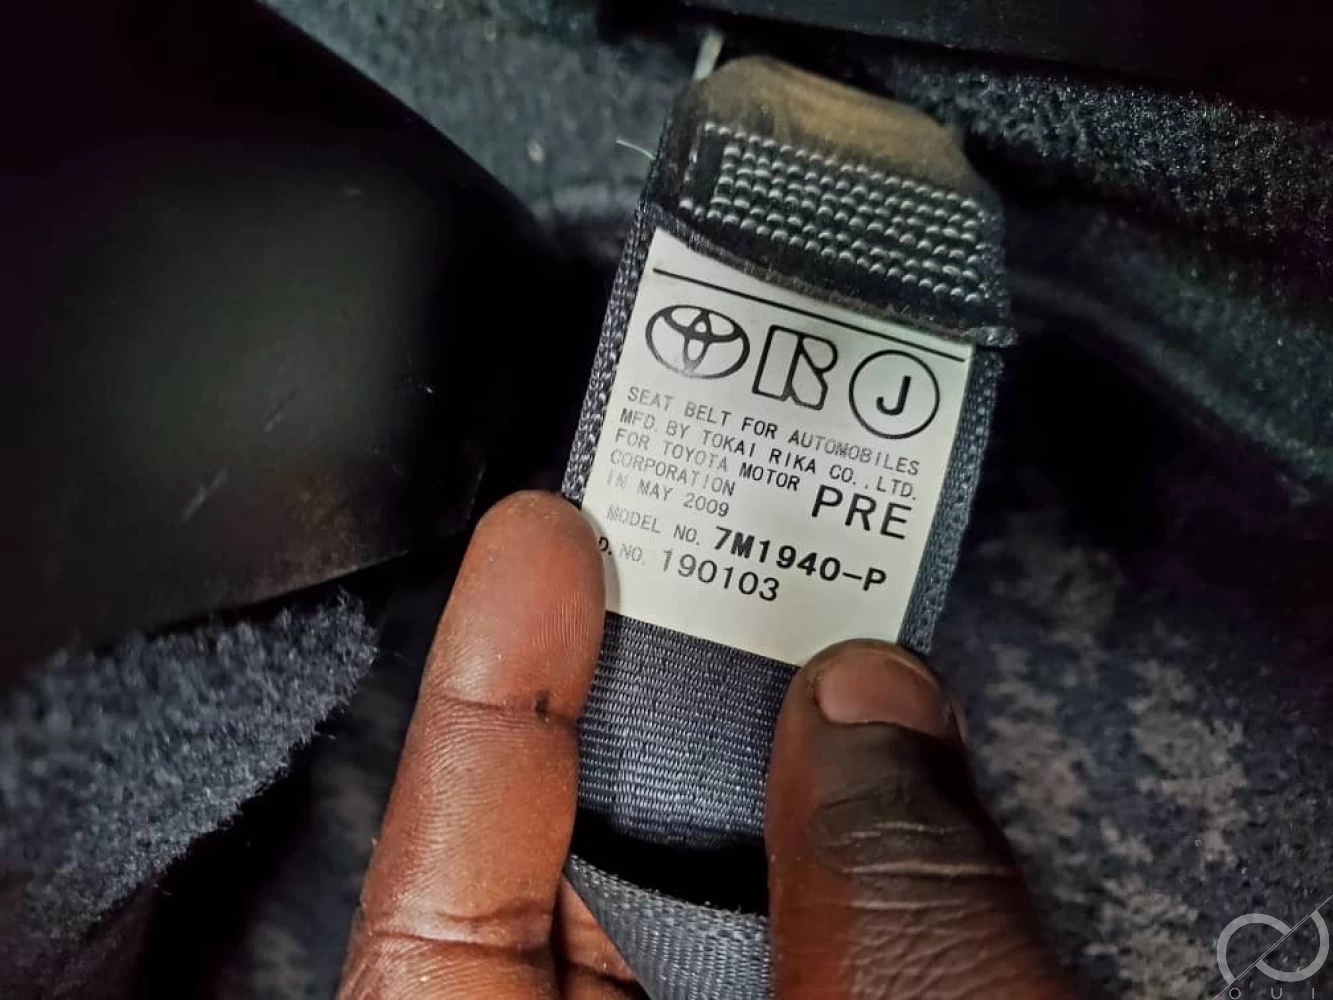 J
SEAT BELT FOR AUTOMOBILES
MFD. BY TOKAI RIKA CO., LTD.
FOR TOYOTA MOTOR
CORPORATION
PRE
IN MAY 2009
MODEL NO. 7M1940-P
D. NO. 190103
OUI